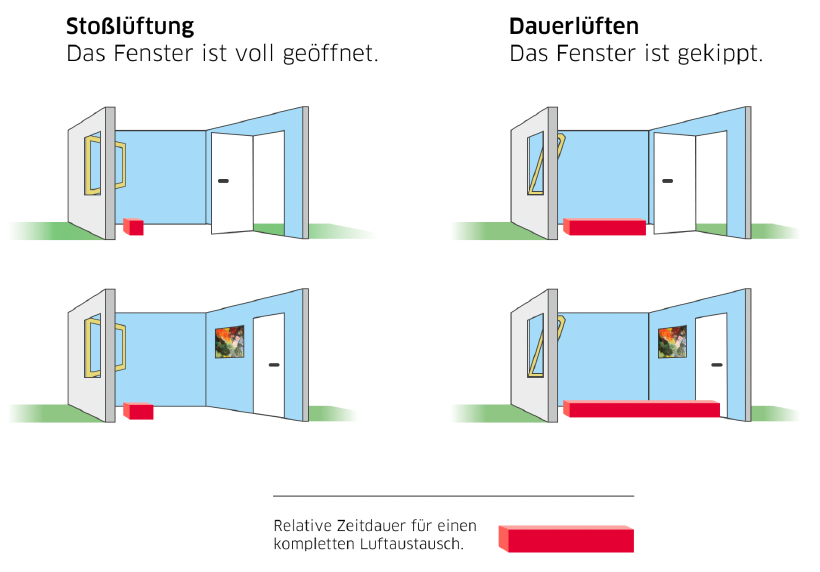 Stoßlüftung
Das Fenster ist voll geöffnet.
Dauerlüften
Das Fenster ist gekippt.
Relative Zeitdauer für einen
kompletten Luftaustausch.